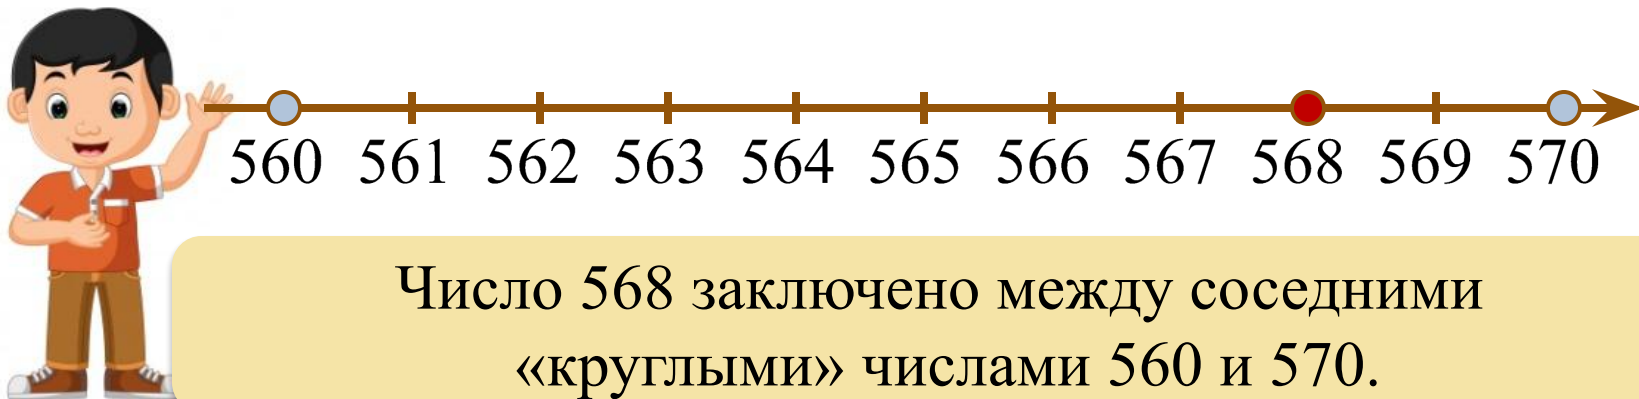 560 561 562 563 564 565 566 567 568 569 570
Число 568 заключено между соседними
«круглыми» числами 560 и 570.